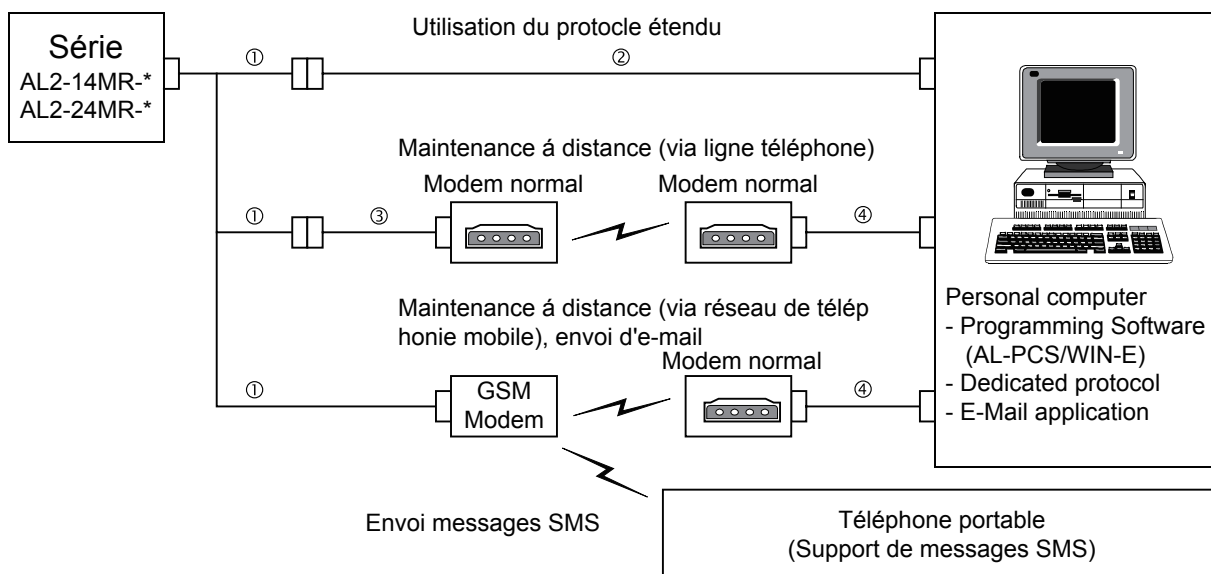 Série
AL2-14MR-*
AL2-24MR-*
Utilisation du protocle étendu
①
②
Maintenance á distance (via ligne téléphone)
Modem normal
Modem normal
①
③
④
Maintenance á distance (via réseau de télép
honie mobile), envoi d'e-mail
Modem normal
①
GSM
Modem
④
Personal computer
- Programming Software
(AL-PCS/WIN-E)
- Dedicated protocol
- E-Mail application
Envoi messages SMS
Téléphone portable
(Support de messages SMS)